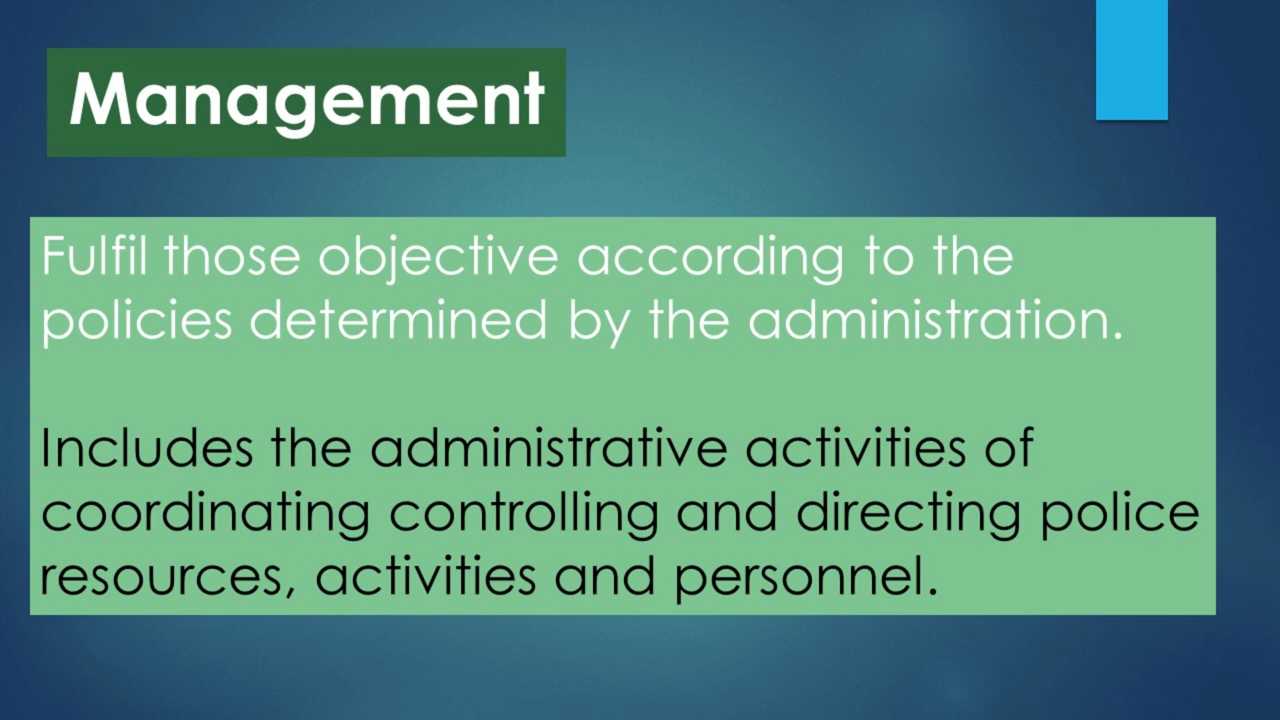 Management
Fulfil those objective according to the
policies determined by the administration.
Includes the administrative activities of
coordinating controlling and directing police
resources, activities and personnel.